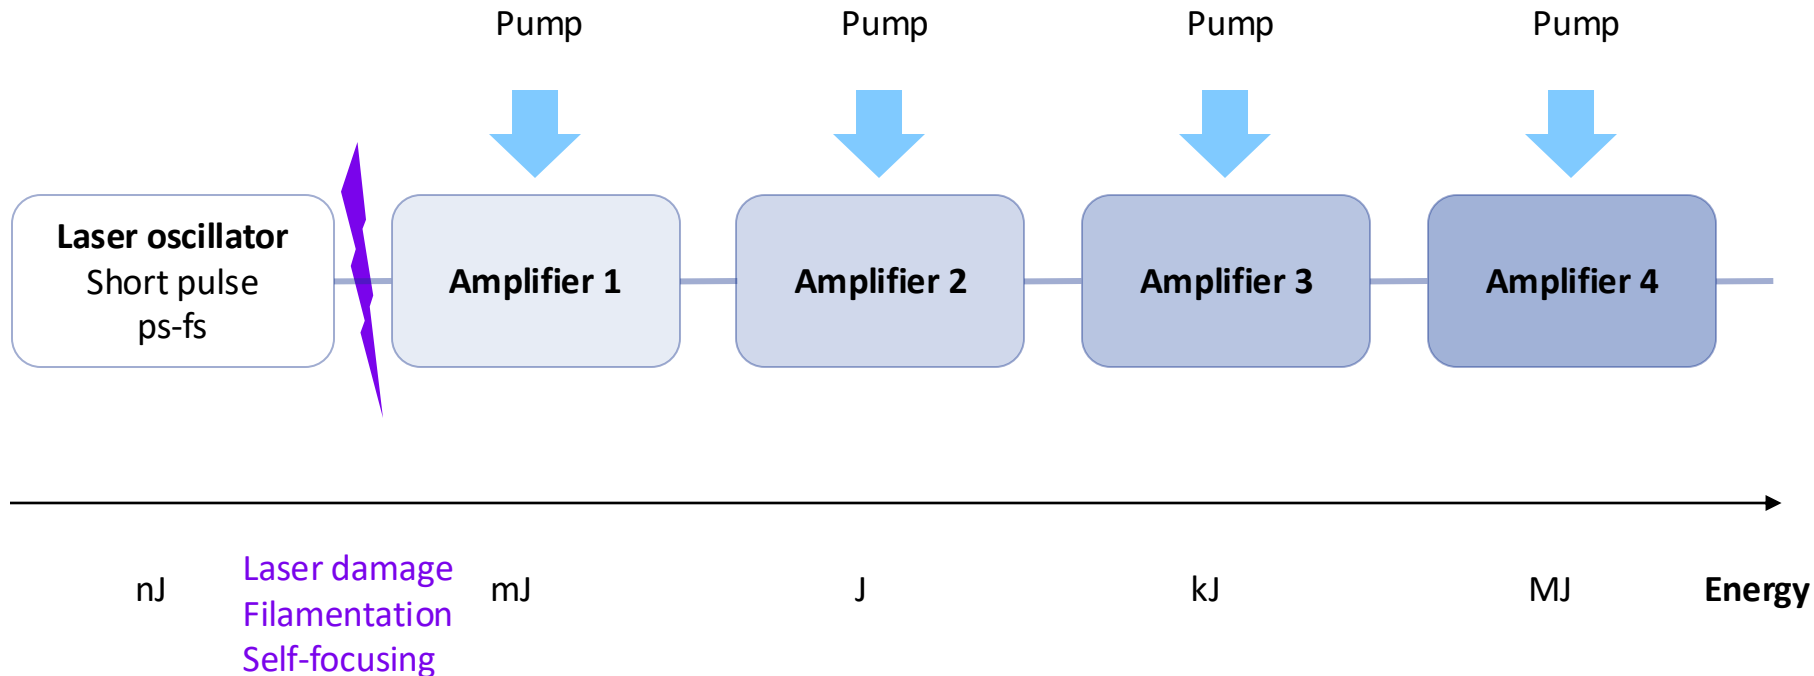 Pump
Pump
Pump
Pump
Laser oscillator
Short pulse
ps-fs
Amplifier 1
Amplifier 2
Amplifier 3
Amplifier 4
nJ
Laser damage
Filamentation
Self-focusing
mJ
J
kJ
MJ
Energy